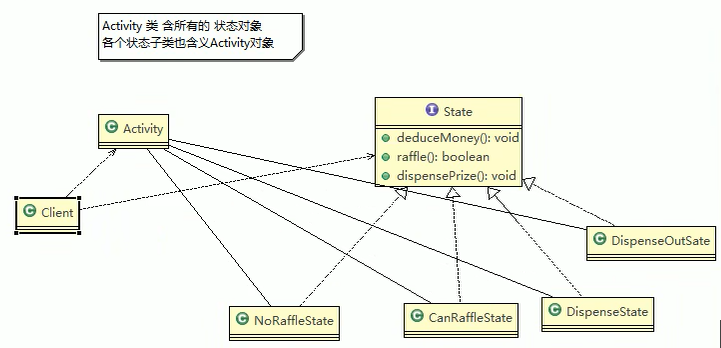 Activity 类 含所有的 状态对象
各个状态子类也含义Activity对象
I State
C Activity
deduceMoney(): void
raffle(): boolean
dispensePrize(): void
C Client
C DispenseOutSate
C NoRaffleState
C CanRaffleState
C DispenseState